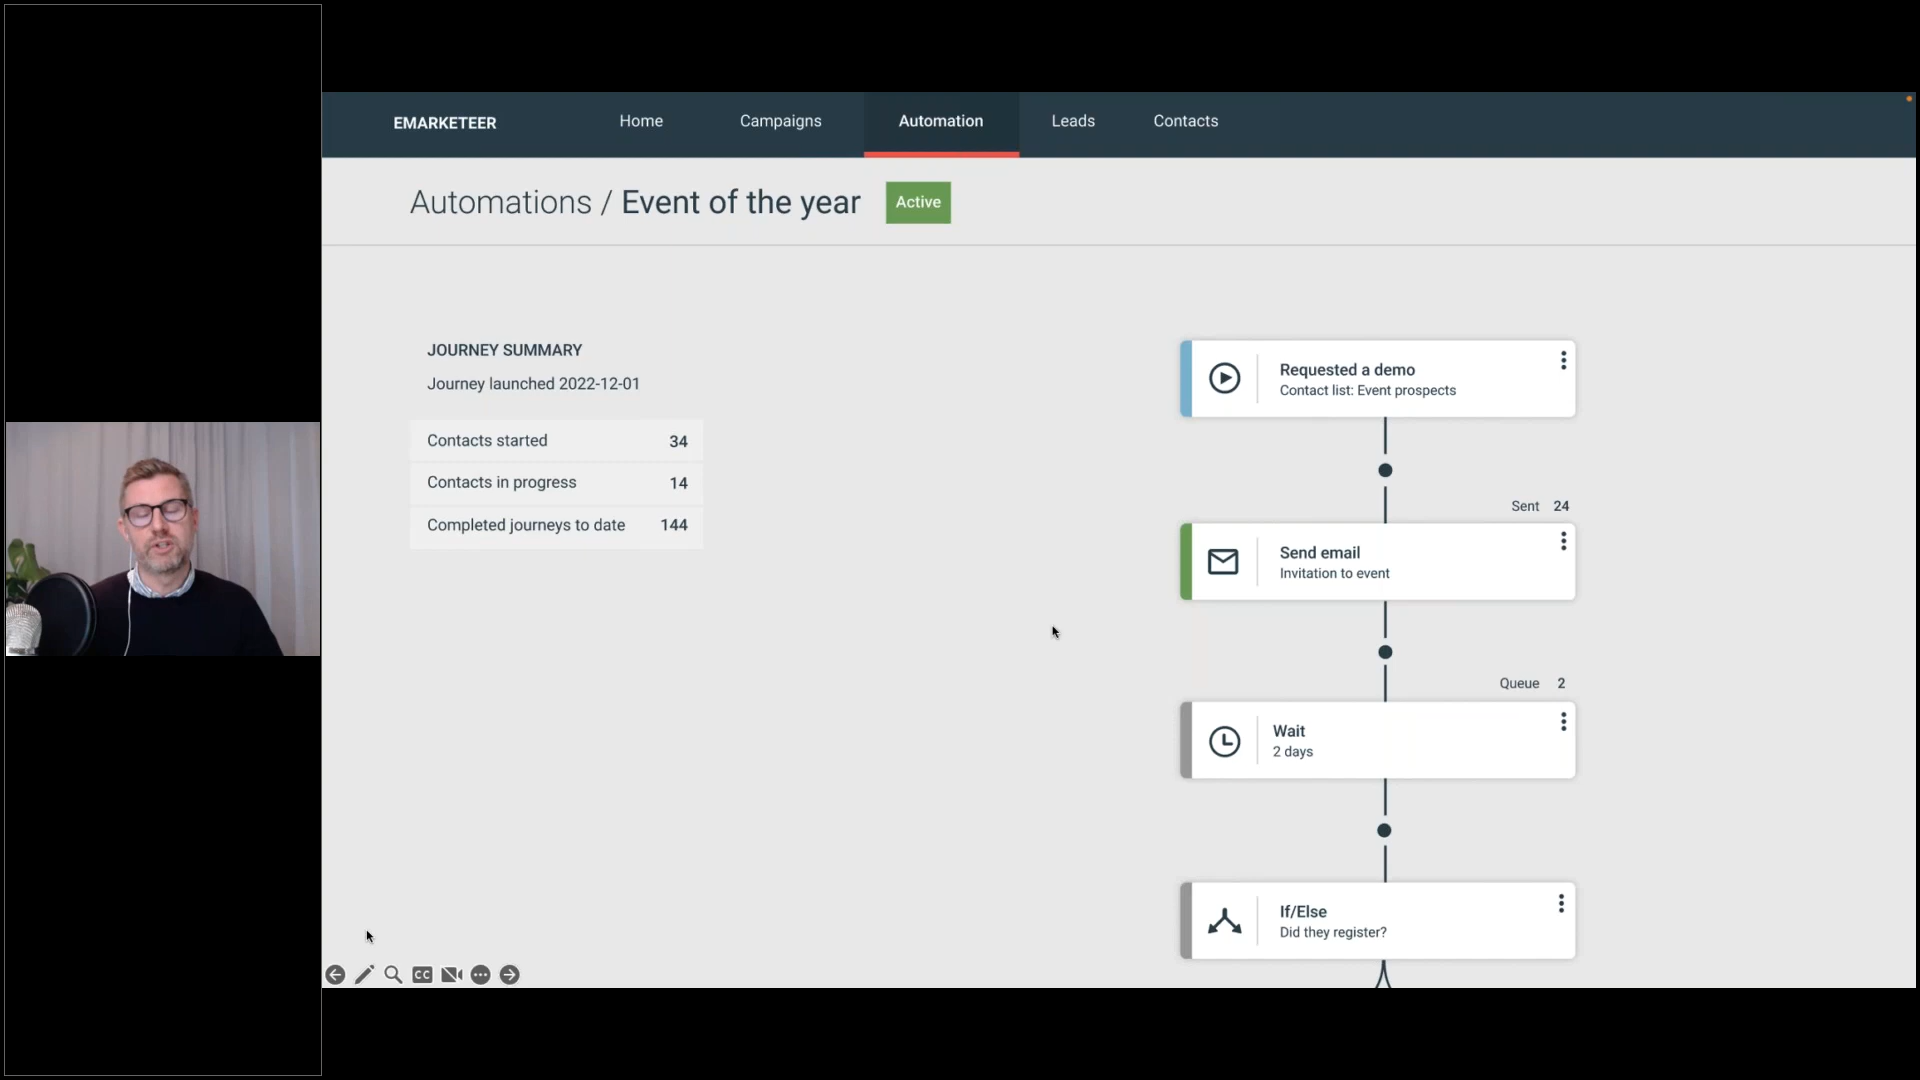 EMARKETEER Home Campaigns Automation Leads Contacts
Automations / Event of the year Active
JOURNEY SUMMARY
Journey launched 2022-12-01
Contacts started 34
Contacts in progress 14
Completed journeys to date 144
Requested a demo
Contact list: Event prospects
Sent 24
Send email
Invitation to event
Queue 2
Wait
2 days
If/Else
Did they register?
CC